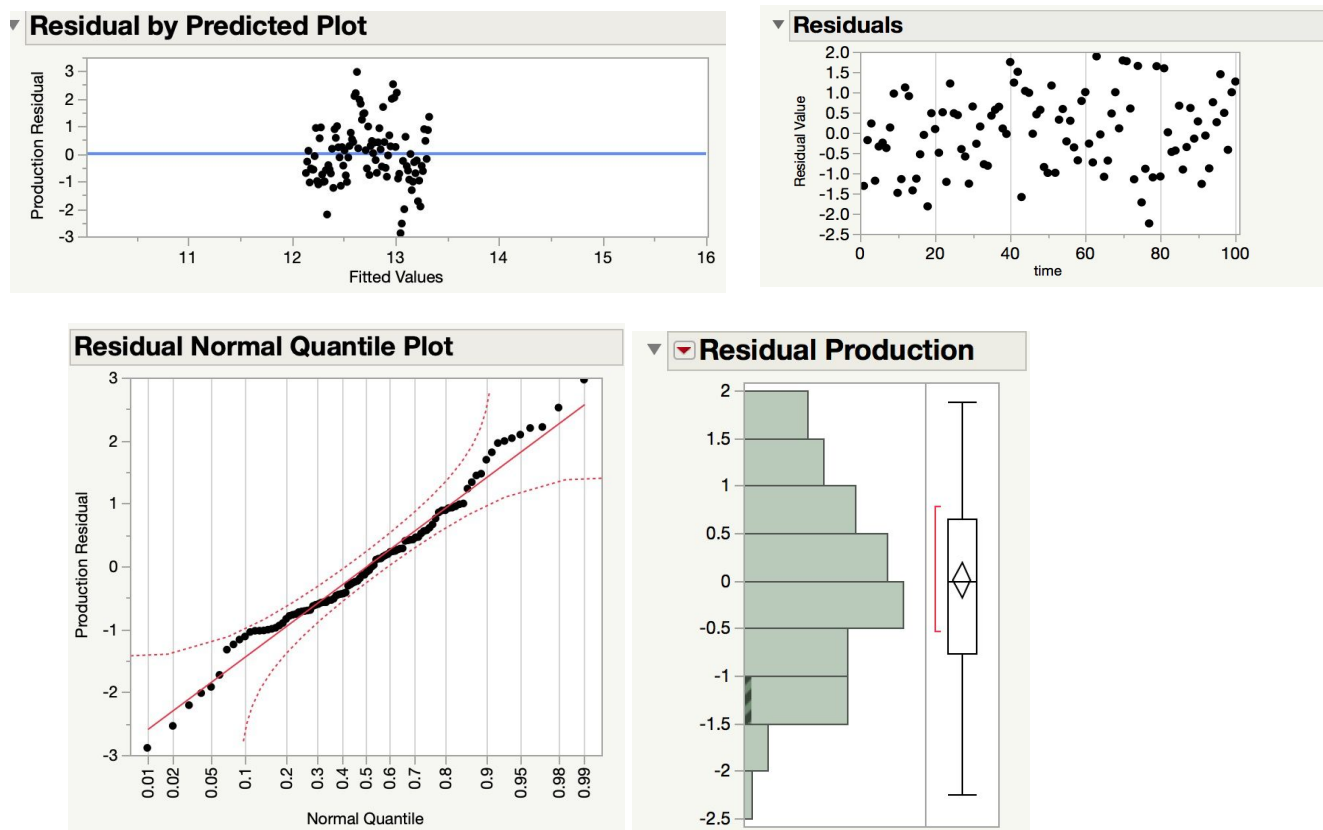 Residual by Predicted Plot
Production Residual
3
2
1
0
-1
-2
-3
11 12 13 14 15 16
Fitted Values
Residuals
Residual Value
2.0
1.5
1.0
0.5
0.0
-0.5
-1.0
-1.5
-2.0
-2.5
0 20 40 60 80 100
time
Residual Normal Quantile Plot
Production Residual
3
2
1
0
-1
-2
-3
0.01 0.02 0.05 0.1 0.2 0.3 0.4 0.5 0.6 0.7 0.8 0.9 0.95 0.98 0.99
Normal Quantile
Residual Production
2
1.5
1
0.5
0
-0.5
-1
-1.5
-2
-2.5